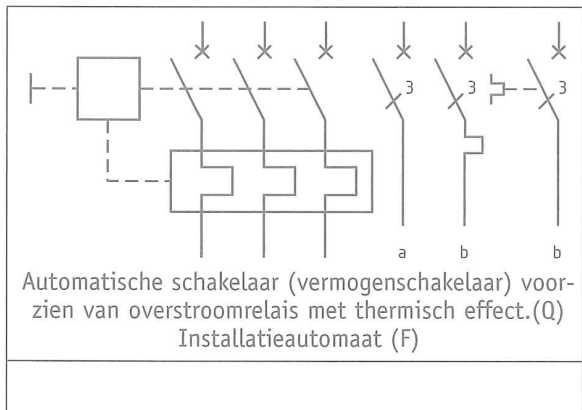 3 3 3
a b b
Automatische schakelaar (vermogenschakelaar) voor-
zien van overstroomrelais met thermisch effect.(Q)
Installatieautomaat (F)